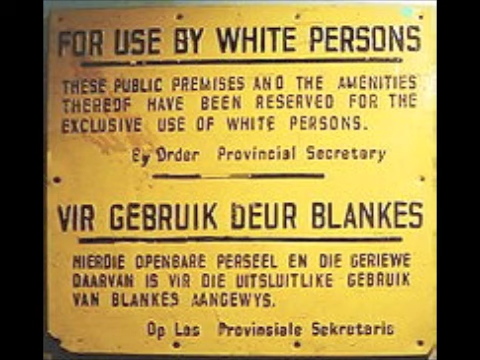 FOR USE BY WHITE PERSONS
THESE PUBLIC PREMISES AND THE AMENITIES
THEREOF HAVE BEEN RESERVED FOR THE
EXCLUSIVE USE OF WHITE PERSONS.
By Order Provincial Secretary
VIR GEBRUIK DEUR BLANKES
HIERDIE OPENBARE PERSEEL EN DIE GERIEWE
DAARVAN IS VIR DIE UITSLUITLIKE GEBRUIK
VAN BLANKES AANGEWYS.
Op Las Provinsiale Sekretaris